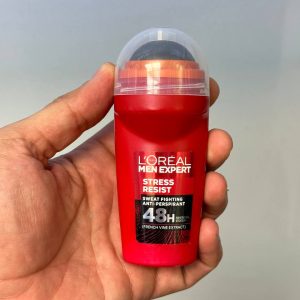 L'ORÉAL
MEN EXPERT
STRESS
RESIST
SWEAT FIGHTING
ANTI-PERSPIRANT
48H
[FRENCH VINE EXTRACT]